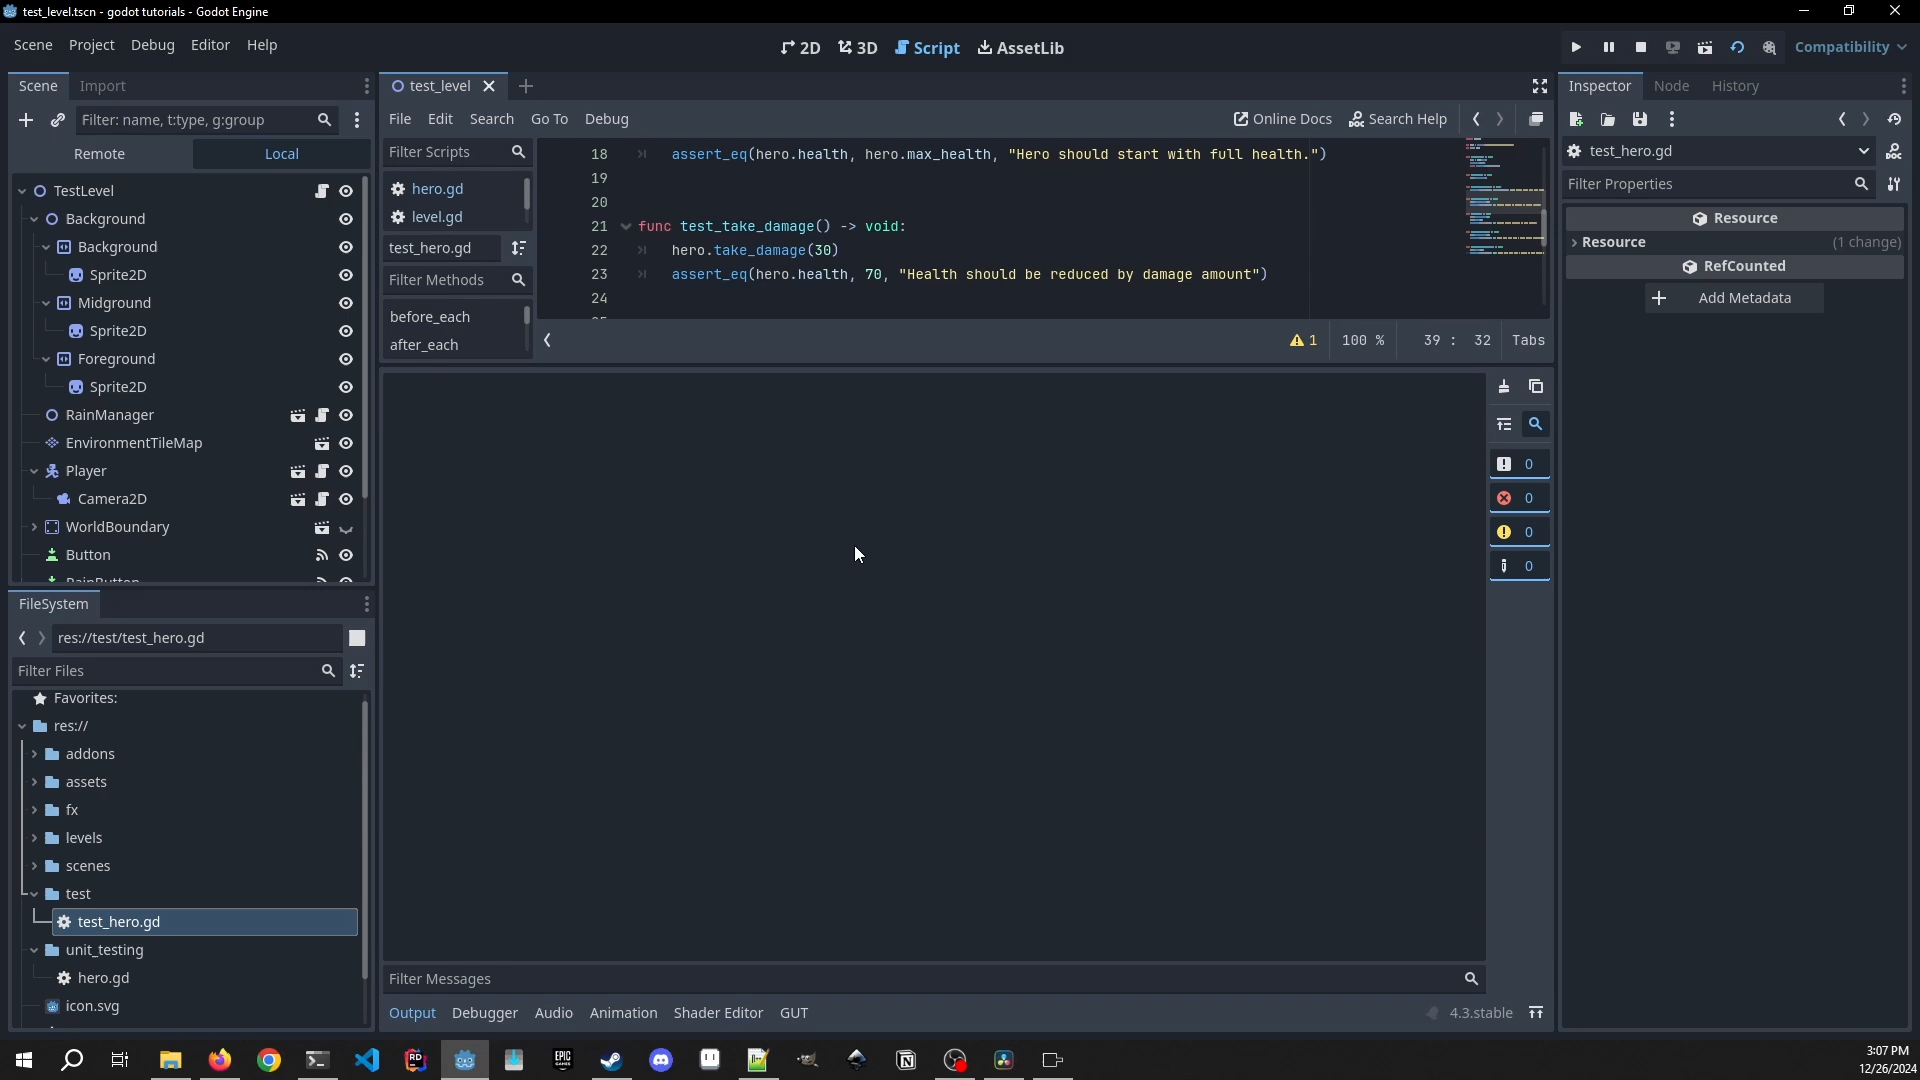 test_level.tscn - godot tutorials - Godot Engine
Scene Project Debug Editor Help
2D 3D Script AssetLib
Compatibility
Scene Import
Filter: name, t:type, g:group
Remote Local
TestLevel
Background
Background
Sprite2D
Midground
Sprite2D
Foreground
Sprite2D
RainManager
EnvironmentTileMap
Player
Camera2D
WorldBoundary
Button
RainButton
FileSystem
res://test/test_hero.gd
Filter Files
Favorites:
res://
addons
assets
fx
levels
scenes
test
test_hero.gd
unit_testing
hero.gd
icon.svg
test_level
File Edit Search Go To Debug
Online Docs Search Help
Filter Scripts
hero.gd
level.gd
test_hero.gd
Filter Methods
before_each
after_each
18 assert_eq(hero.health, hero.max_health, "Hero should start with full health.")
19
20
21 func test_take_damage() -> void:
22 hero.take_damage(30)
23 assert_eq(hero.health, 70, "Health should be reduced by damage amount")
24
1 100 % 39 : 32 Tabs
0
0
0
0
Filter Messages
Output Debugger Audio Animation Shader Editor GUT
4.3.stable
Inspector Node History
test_hero.gd
Filter Properties
Resource
Resource (1 change)
RefCounted
Add Metadata
3:07 PM
12/26/2024